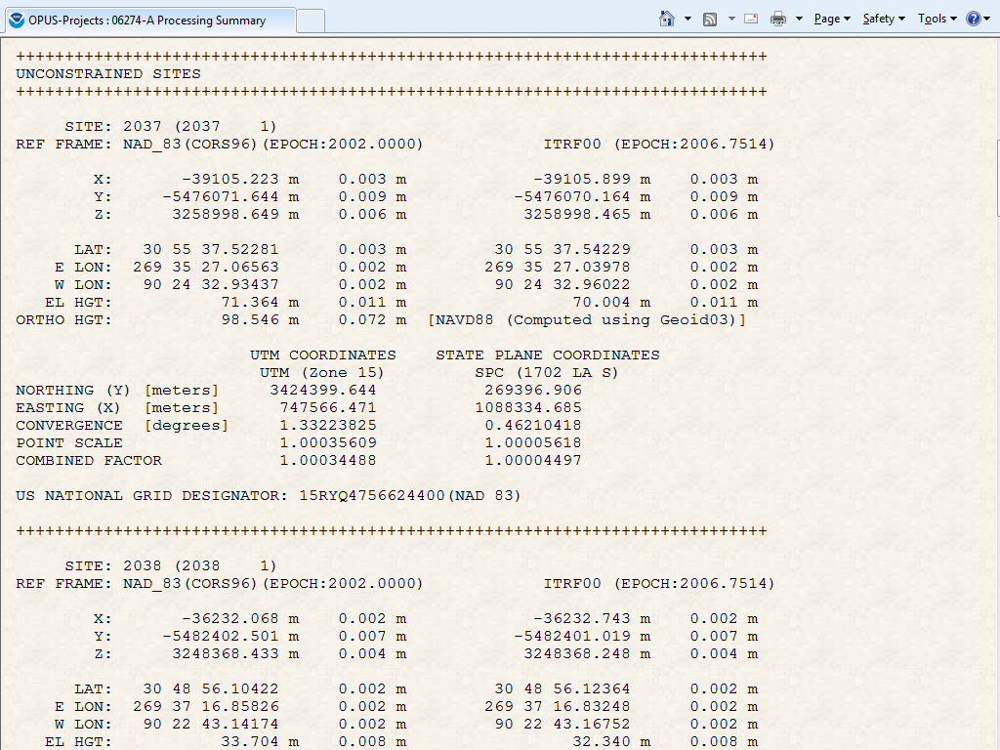 OPUS-Projects : 06274-A Processing Summary
Page Safety Tools
+++++++++++++++++++++++++++++++++++++++++++++++++++++++++++++++++++++++++++++
UNCONSTRAINED SITES
+++++++++++++++++++++++++++++++++++++++++++++++++++++++++++++++++++++++++++++
SITE: 2037 (2037    1)
REF FRAME: NAD_83(CORS96)(EPOCH:2002.0000) ITRF00 (EPOCH:2006.7514)
X: -39105.223 m 0.003 m -39105.899 m 0.003 m
Y: -5476071.644 m 0.009 m -5476070.164 m 0.009 m
Z: 3258998.649 m 0.006 m 3258998.465 m 0.006 m
LAT: 30 55 37.52281 0.003 m 30 55 37.54229 0.003 m
E LON: 269 35 27.06563 0.002 m 269 35 27.03978 0.002 m
W LON: 90 24 32.93437 0.002 m 90 24 32.96022 0.002 m
EL HGT: 71.364 m 0.011 m 70.004 m 0.011 m
ORTHO HGT: 98.546 m 0.072 m [NAVD88 (Computed using Geoid03)]
UTM COORDINATES STATE PLANE COORDINATES
UTM (Zone 15) SPC (1702 LA S)
NORTHING (Y) [meters] 3424399.644 269396.906
EASTING (X) [meters] 747566.471 1088334.685
CONVERGENCE [degrees] 1.33223825 0.46210418
POINT SCALE 1.00035609 1.00005618
COMBINED FACTOR 1.00034488 1.00004497
US NATIONAL GRID DESIGNATOR: 15RYQ4756624400(NAD 83)
+++++++++++++++++++++++++++++++++++++++++++++++++++++++++++++++++++++++++++++
SITE: 2038 (2038    1)
REF FRAME: NAD_83(CORS96)(EPOCH:2002.0000) ITRF00 (EPOCH:2006.7514)
X: -36232.068 m 0.002 m -36232.743 m 0.002 m
Y: -5482402.501 m 0.007 m -5482401.019 m 0.007 m
Z: 3248368.433 m 0.004 m 3248368.248 m 0.004 m
LAT: 30 48 56.10422 0.002 m 30 48 56.12364 0.002 m
E LON: 269 37 16.85826 0.002 m 269 37 16.83248 0.002 m
W LON: 90 22 43.14174 0.002 m 90 22 43.16752 0.002 m
EL HGT: 33.704 m 0.008 m 32.340 m 0.008 m